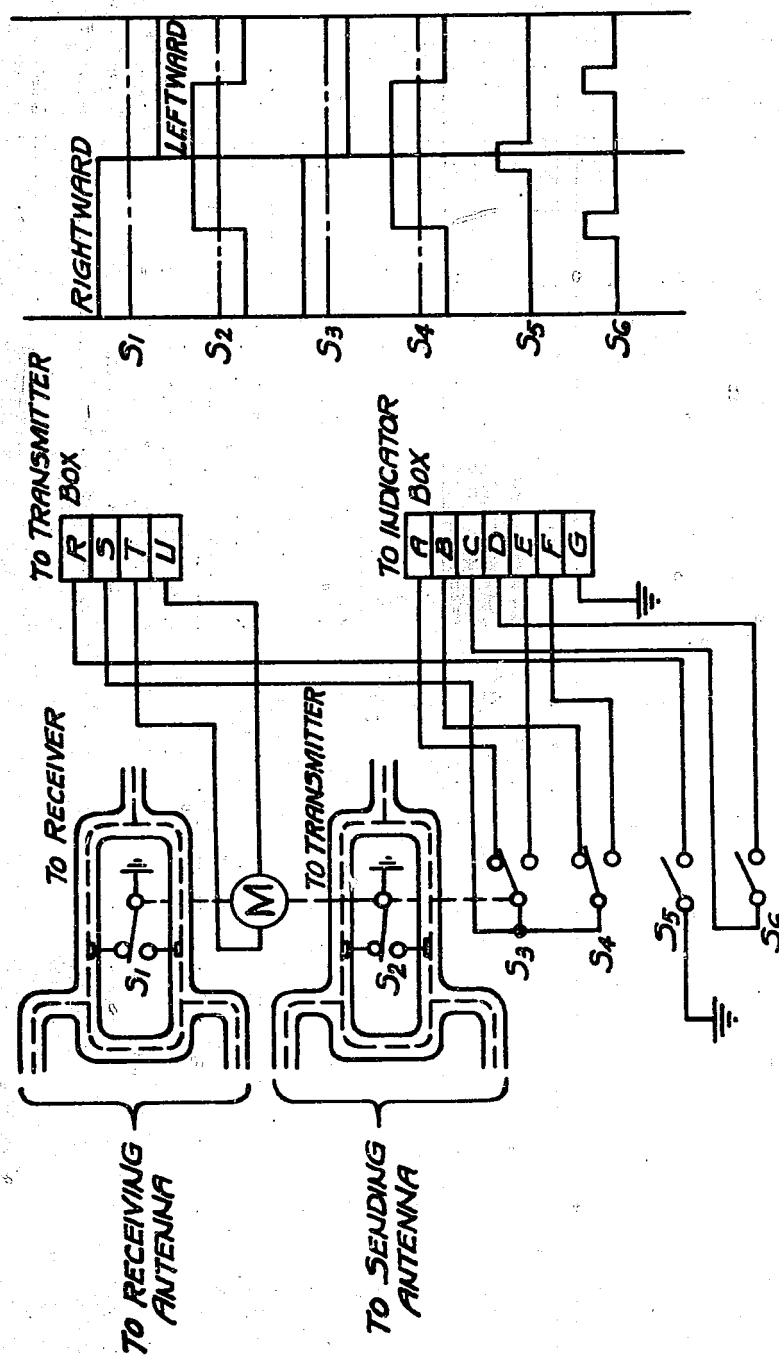 TO RECEIVING
ANTENNA
TO SENDING
ANTENNA
TO RECEIVER
S1
M
TO TRANSMITTER
S2
S3
S4
S5
S6
TO TRANSMITTER
BOX
R
S
T
U
TO INDICATOR
BOX
A
B
C
D
E
F
G
RIGHTWARD
LEFTWARD
S1
S2
S3
S4
S5
S6